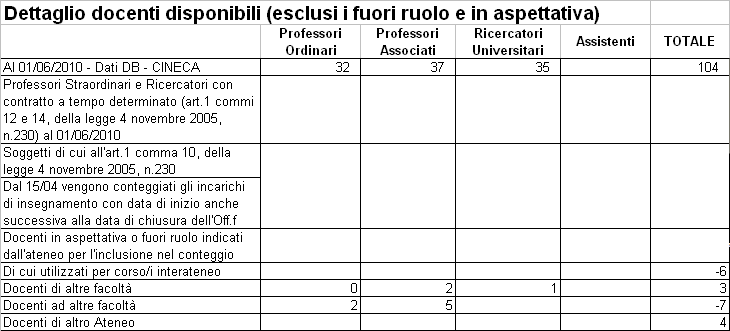 Dettaglio docenti disponibili (esclusi i fuori ruolo e in aspettativa)
Professori Ordinari Professori Associati Ricercatori Universitari Assistenti TOTALE
Al 01/06/2010 - Dati DB - CINECA 32 37 35 104
Professori Straordinari e Ricercatori con
contratto a tempo determinato (art.1 commi
12 e 14, della legge 4 novembre 2005,
n.230) al 01/06/2010
Soggetti di cui all'art.1 comma 10, della
legge 4 novembre 2005, n.230
Dal 15/04 vengono conteggiati gli incarichi
di insegnamento con data di inizio anche
successiva alla data di chiusura dell'Off.f
Docenti in aspettativa o fuori ruolo indicati
dall'ateneo per l'inclusione nel conteggio
Di cui utilizzati per corso/i interateneo -6
Docenti di altre facoltà 0 2 1 3
Docenti ad altre facoltà 2 5 -7
Docenti di altro Ateneo 4